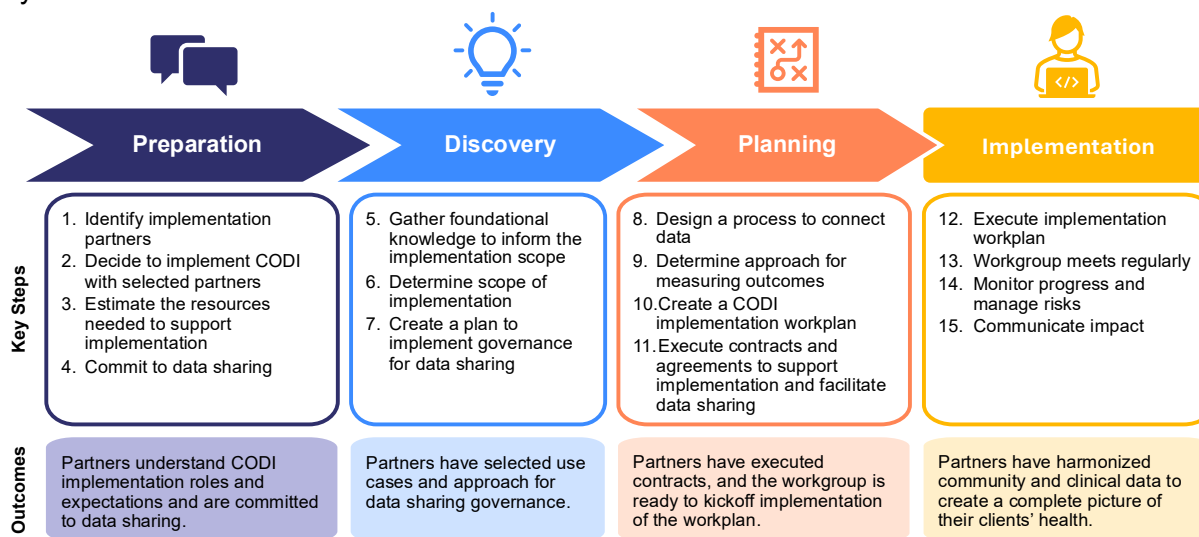 Preparation
Discovery
Planning
Implementation
Key Steps
1. Identify implementation
partners
2. Decide to implement CODI
with selected partners
3. Estimate the resources
needed to support
implementation
4. Commit to data sharing
5. Gather foundational
knowledge to inform the
implementation scope
6. Determine scope of
implementation
7. Create a plan to
implement governance
for data sharing
8. Design a process to connect
data
9. Determine approach for
measuring outcomes
10.Create a CODI
implementation workplan
11.Execute contracts and
agreements to support
implementation and facilitate
data sharing
12. Execute implementation
workplan
13. Workgroup meets regularly
14. Monitor progress and
manage risks
15. Communicate impact
Outcomes
Partners understand CODI
implementation roles and
expectations and are committed
to data sharing.
Partners have selected use
cases and approach for
data sharing governance.
Partners have executed
contracts, and the workgroup is
ready to kickoff implementation
of the workplan.
Partners have harmonized
community and clinical data to
create a complete picture of
their clients’ health.